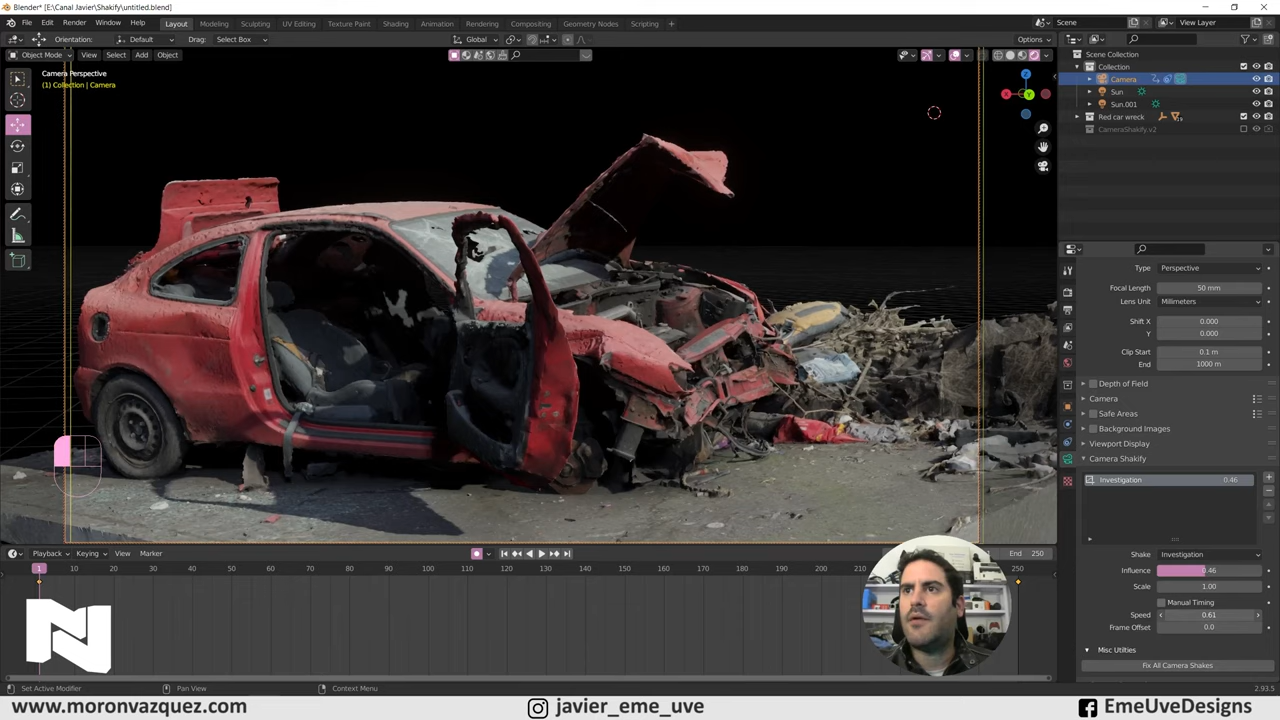 Blender* [E:\Canal Javier\Shakify\untitled.blend]
File Edit Render Window Help Layout Modeling Sculpting UV Editing Texture Paint Shading Animation Rendering Compositing Geometry Nodes Scripting + Scene View Layer
Orientation: Default Drag: Select Box Global Options
Object Mode View Select Add Object
Camera Perspective
(1) Collection | Camera
X Y Z
Scene Collection
Collection
Camera
Sun
Sun.001
Red car wreck
CameraShakify.v2
Type Perspective
Focal Length 50 mm
Lens Unit Millimeters
Shift X 0.000
Y 0.000
Clip Start 0.1 m
End 1000 m
Depth of Field
Camera
Safe Areas
Background Images
Viewport Display
Camera Shakify
Investigation 0.46
Shake Investigation
Influence 0.46
Scale 1.00
Manual Timing
Speed 0.61
Frame Offset 0.0
Misc Utilties
Fix All Camera Shakes
Playback Keying View Marker End 250
1 10 20 30 40 50 60 70 80 90 100 110 120 130 140 150 160 170 180 190 200 210 250
N
Set Active Modifier Pan View Context Menu 2.93.5
www.moronvazquez.com javier_eme_uve EmeUveDesigns